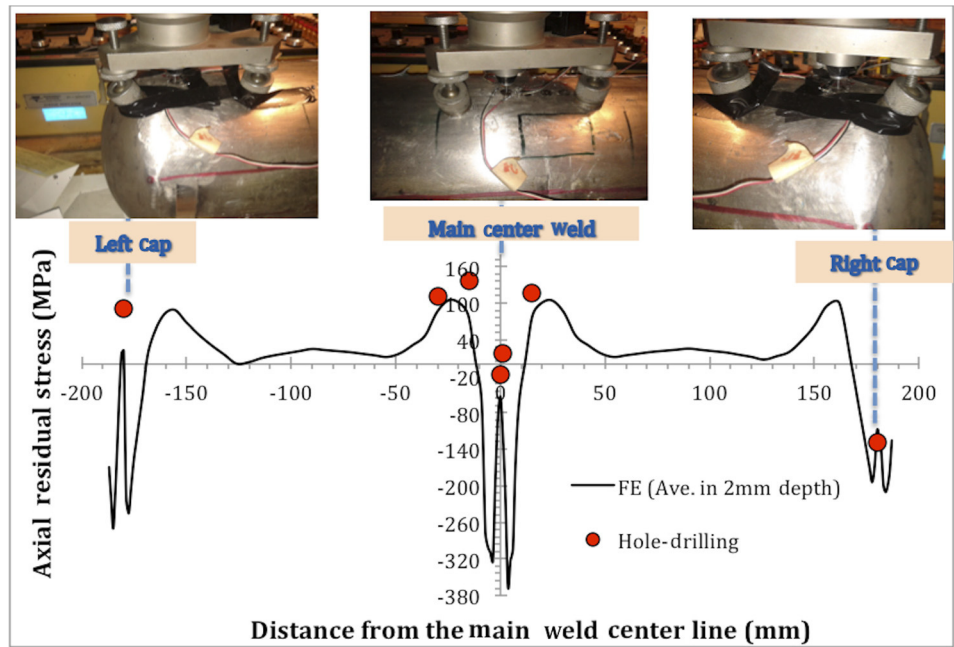 Left cap
Main center weld
Right cap
Axial residual stress (MPa)
160
100
40
-20
-80
-140
-200
-260
-320
-380
-200
-150
-100
-50
0
50
100
150
200
FE (Ave. in 2mm depth)
Hole-drilling
Distance from the main weld center line (mm)